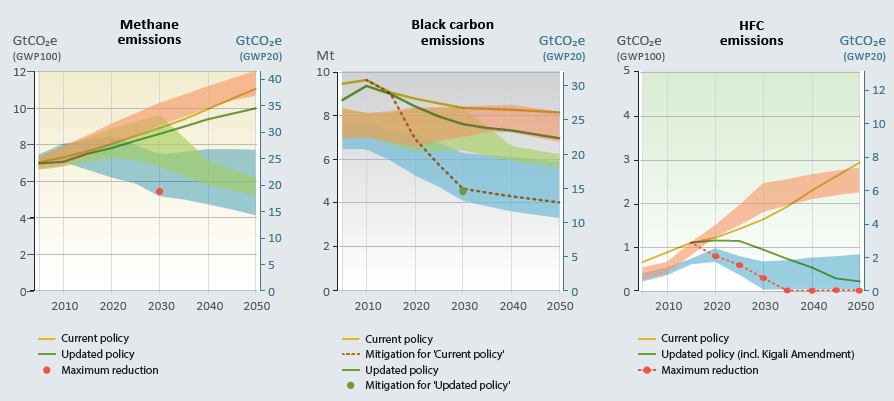 Methane
emissions
GtCO₂e
(GWP100)
GtCO₂e
(GWP20)
12
10
8
6
4
2
0
40
35
30
25
20
15
10
5
0
2010
2020
2030
2040
2050
Current policy
Updated policy
Maximum reduction
Black carbon
emissions
Mt
GtCO₂e
(GWP20)
10
8
6
4
2
0
30
25
20
15
10
5
0
2010
2020
2030
2040
2050
Current policy
Mitigation for 'Current policy'
Updated policy
Mitigation for 'Updated policy'
HFC
emissions
GtCO₂e
(GWP100)
GtCO₂e
(GWP20)
5
4
3
2
1
0
12
10
8
6
4
2
0
2010
2020
2030
2040
2050
Current policy
Updated policy (incl. Kigali Amendment)
Maximum reduction